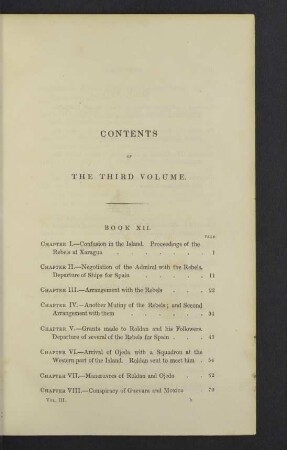 CONTENTS
OF
THE THIRD VOLUME.
BOOK XII.
PAGE
CHAPTER I.—Confusion in the Island. Proceedings of the
Rebels at Xaragua . . . . . . 1
CHAPTER II.—Negotiation of the Admiral with the Rebels.
Departure of Ships for Spain . . . . 11
CHAPTER III.—Arrangement with the Rebels . . . 22
CHAPTER IV.—Another Mutiny of the Rebels; and Second
Arrangement with them . . . . . 34
CHAPTER V.—Grants made to Roldan and his Followers.
Departure of several of the Rebels for Spain . . 43
CHAPTER VI.—Arrival of Ojeda with a Squadron at the
Western part of the Island. Roldan sent to meet him . 54
CHAPTER VII.—Manœuvres of Roldan and Ojeda . . 62
CHAPTER VIII.—Conspiracy of Guevara and Moxica . 70
VOL. III.